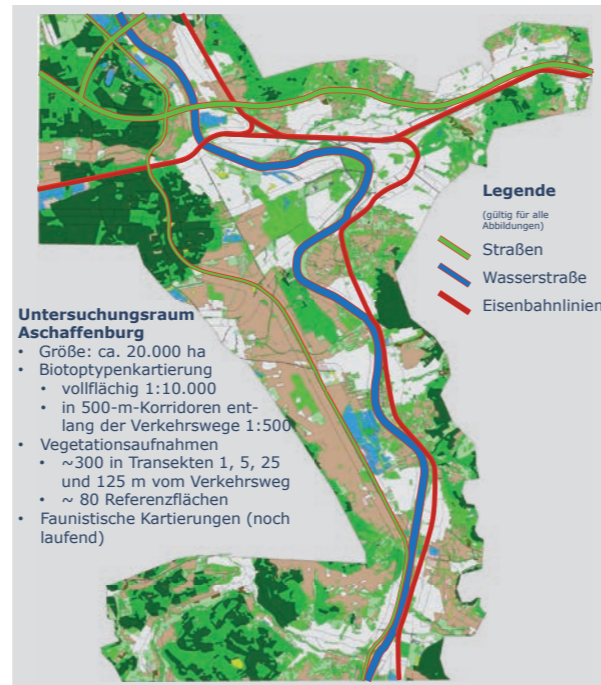 Legende
(gültig für alle
Abbildungen)
Straßen
Wasserstraße
Eisenbahnlinien
Untersuchungsraum
Aschaffenburg
• Größe: ca. 20.000 ha
• Biotoptypenkartierung
• vollflächig 1:10.000
• in 500-m-Korridoren ent-
lang der Verkehrswege 1:500
• Vegetationsaufnahmen
• ~300 in Transekten 1, 5, 25
und 125 m vom Verkehrsweg
• ~ 80 Referenzflächen
• Faunistische Kartierungen (noch
laufend)